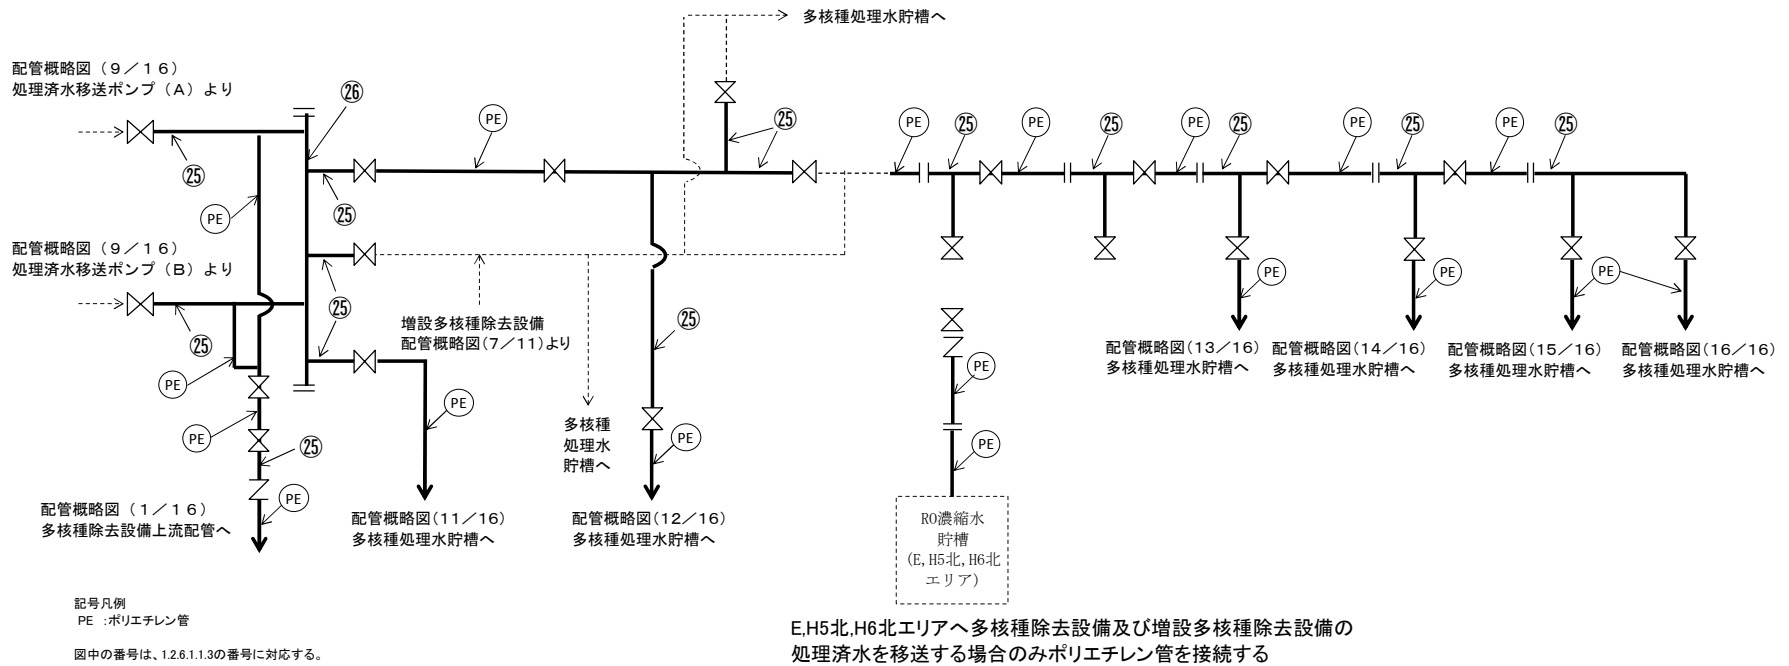 多核種処理水貯槽へ
配管概略図（９／１６）
処理済水移送ポンプ（Ａ）より
㉖
PE
㉕
PE
㉕
PE
㉕
PE
㉕
PE
㉕
PE
㉕
㉕
PE
㉕
配管概略図（９／１６）
処理済水移送ポンプ（Ｂ）より
㉕
㉕
㉕
PE
増設多核種除去設備
配管概略図(7／11)より
PE
PE
PE
PE
配管概略図(13／16)
多核種処理水貯槽へ
配管概略図(14／16)
多核種処理水貯槽へ
配管概略図(15／16)
多核種処理水貯槽へ
配管概略図(16／16)
多核種処理水貯槽へ
PE
PE
PE
㉕
多核種
処理水
貯槽へ
PE
PE
配管概略図（１／１６）
多核種除去設備上流配管へ
PE
配管概略図(11／16)
多核種処理水貯槽へ
配管概略図(12／16)
多核種処理水貯槽へ
RO濃縮水
貯槽
(E,H5北,H6北
エリア)
記号凡例
PE ：ポリエチレン管
図中の番号は、1.2.6.1.1.3の番号に対応する。
E,H5北,H6北エリアへ多核種除去設備及び増設多核種除去設備の
処理済水を移送する場合のみポリエチレン管を接続する